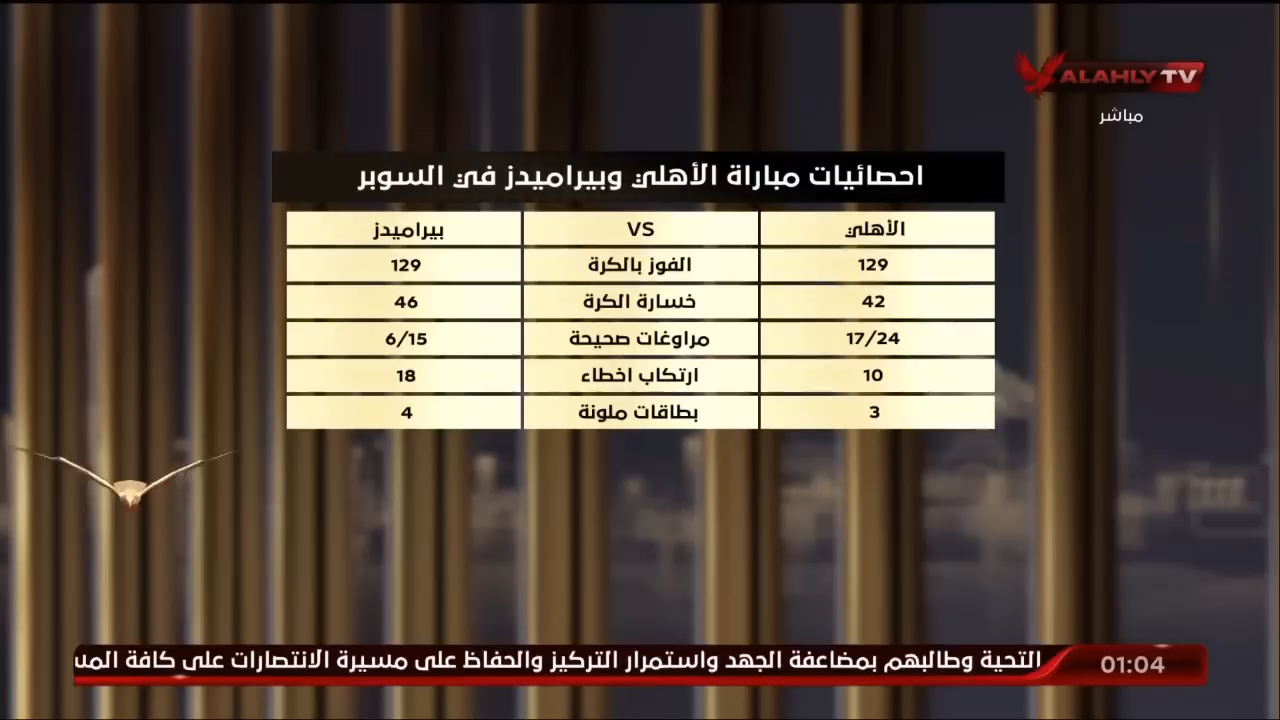 ALAHLY TV
مباشر
احصائيات مباراة الأهلي وبيراميدز في السوبر
الأهلي VS بيراميدز
129 الفوز بالكرة 129
42 خسارة الكرة 46
17/24 مراوغات صحيحة 6/15
10 ارتكاب اخطاء 18
3 بطاقات ملونة 4
01:04 التحية وطالبهم بمضاعفة الجهد واستمرار التركيز والحفاظ على مسيرة الانتصارات على كافة